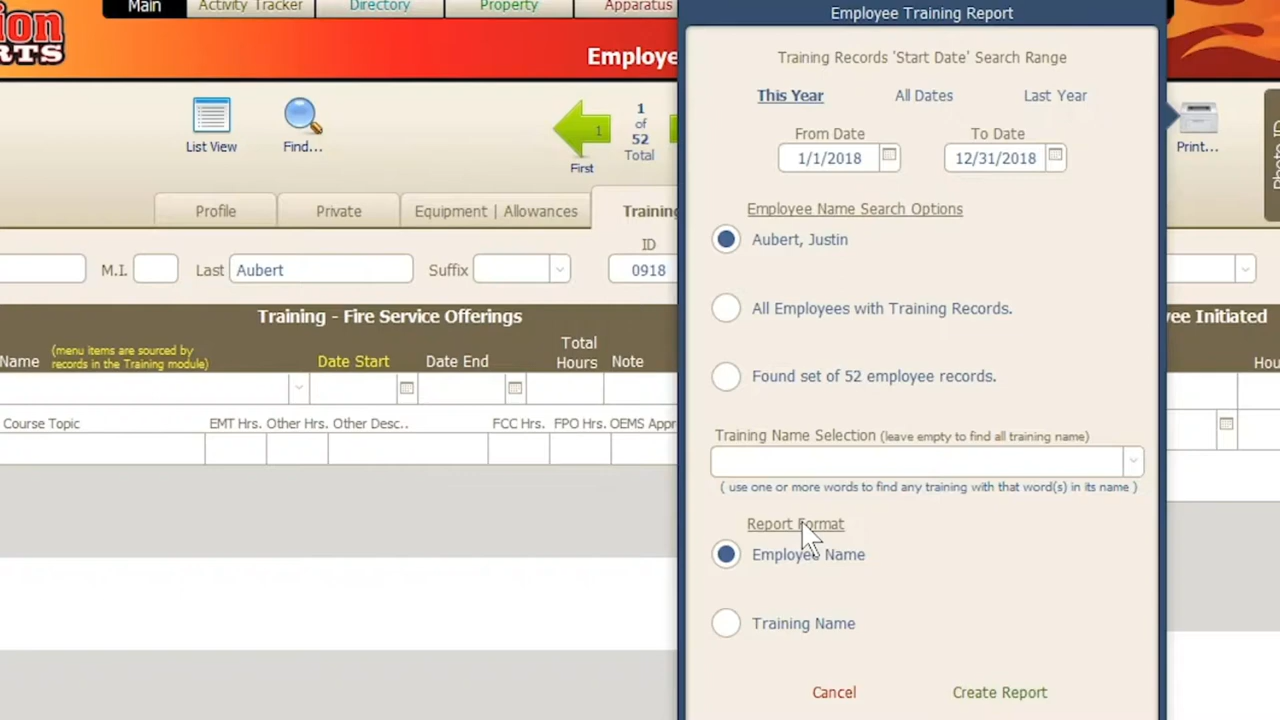 Main
Activity Tracker
Directory
Property
Apparatus
ion
RTS
Employe
List View
Find...
1
First
1
of
52
Total
Print...
Photo ID
Profile
Private
Equipment | Allowances
Training
ID
M.I.
Last Aubert
Suffix
0918
Training - Fire Service Offerings
ee Initiated
Name (menu items are sourced by
records in the Training module)
Date Start
Date End
Total
Hours
Note
Hou
Course Topic
EMT Hrs. Other Hrs. Other Desc..
FCC Hrs. FPO Hrs. OEMS Appr
Employee Training Report
Training Records 'Start Date' Search Range
This Year All Dates Last Year
From Date To Date
1/1/2018 12/31/2018
Employee Name Search Options
Aubert, Justin
All Employees with Training Records.
Found set of 52 employee records.
Training Name Selection (leave empty to find all training name)
( use one or more words to find any training with that word(s) in its name )
Report Format
Employee Name
Training Name
Cancel Create Report